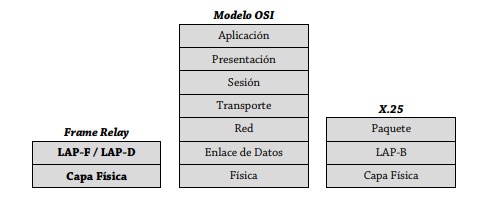 Modelo OSI
Aplicación
Presentación
Sesión
Transporte
Red
Enlace de Datos
Física
Frame Relay
LAP-F / LAP-D
Capa Física
X.25
Paquete
LAP-B
Capa Física